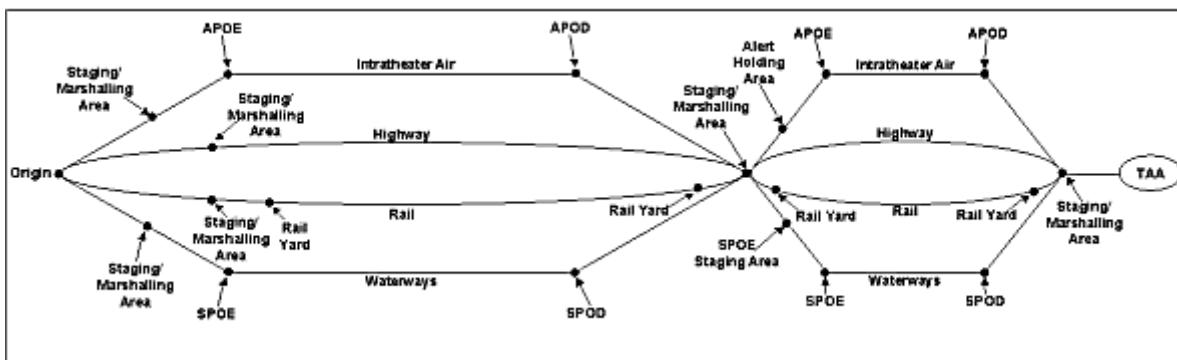 APOE
APOD
APOE
APOD
Alert
Holding
Area
Staging/
Marshalling
Area
Intratheater Air
Intratheater Air
Staging/
Marshalling
Area
Staging/
Marshalling
Area
Highway
Highway
Origin
TAA
Rail
Rail Yard
Rail Yard
Rail
Rail Yard
Staging/
Marshalling
Area
Rail
Yard
Staging/
Marshalling
Area
Staging/
Marshalling
Area
SPOE
Staging Area
Waterways
Waterways
SPOE
SPOD
SPOE
SPOD